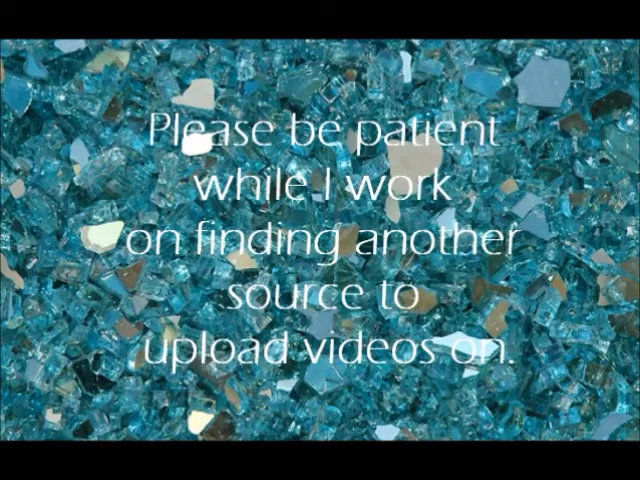 Please be patient
while I work
on finding another
source to
upload videos on.